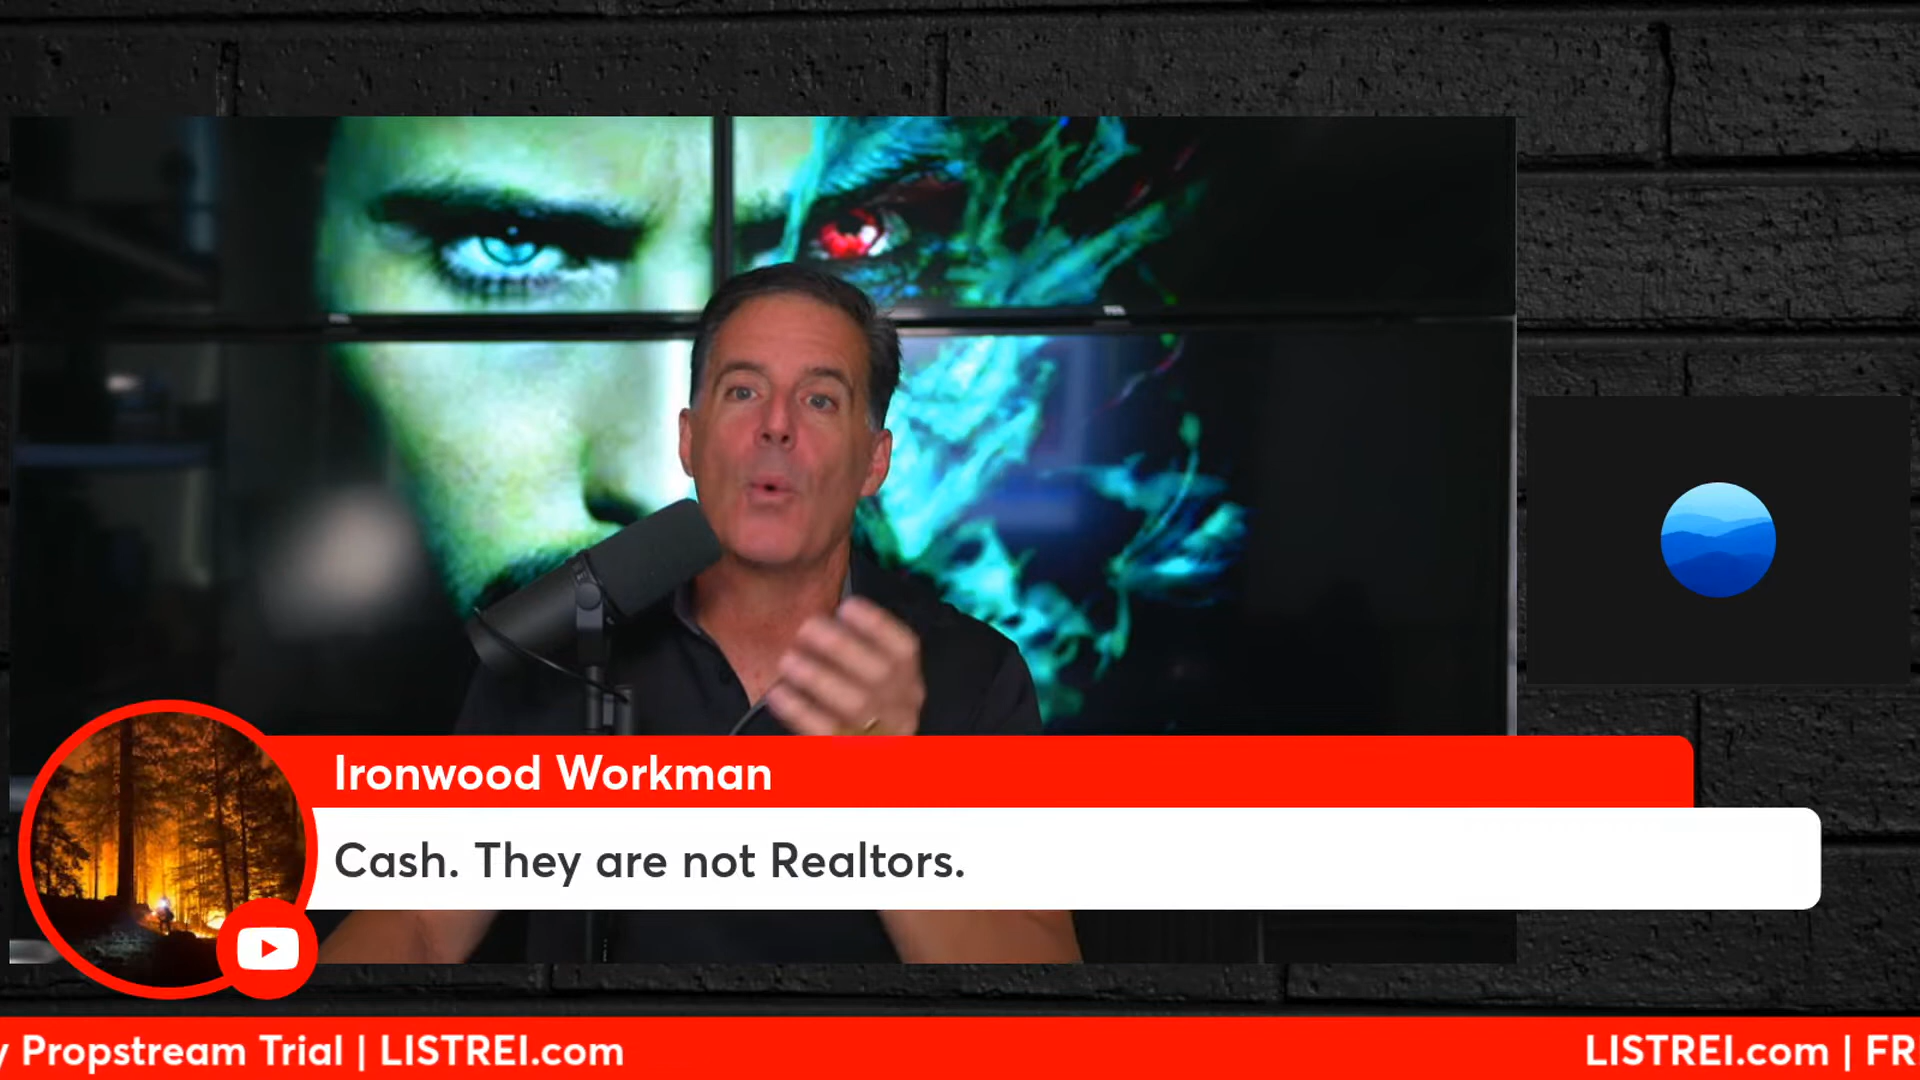 Ironwood Workman
Cash. They are not Realtors.
Propstream Trial | LISTREI.com
LISTREI.com | FR